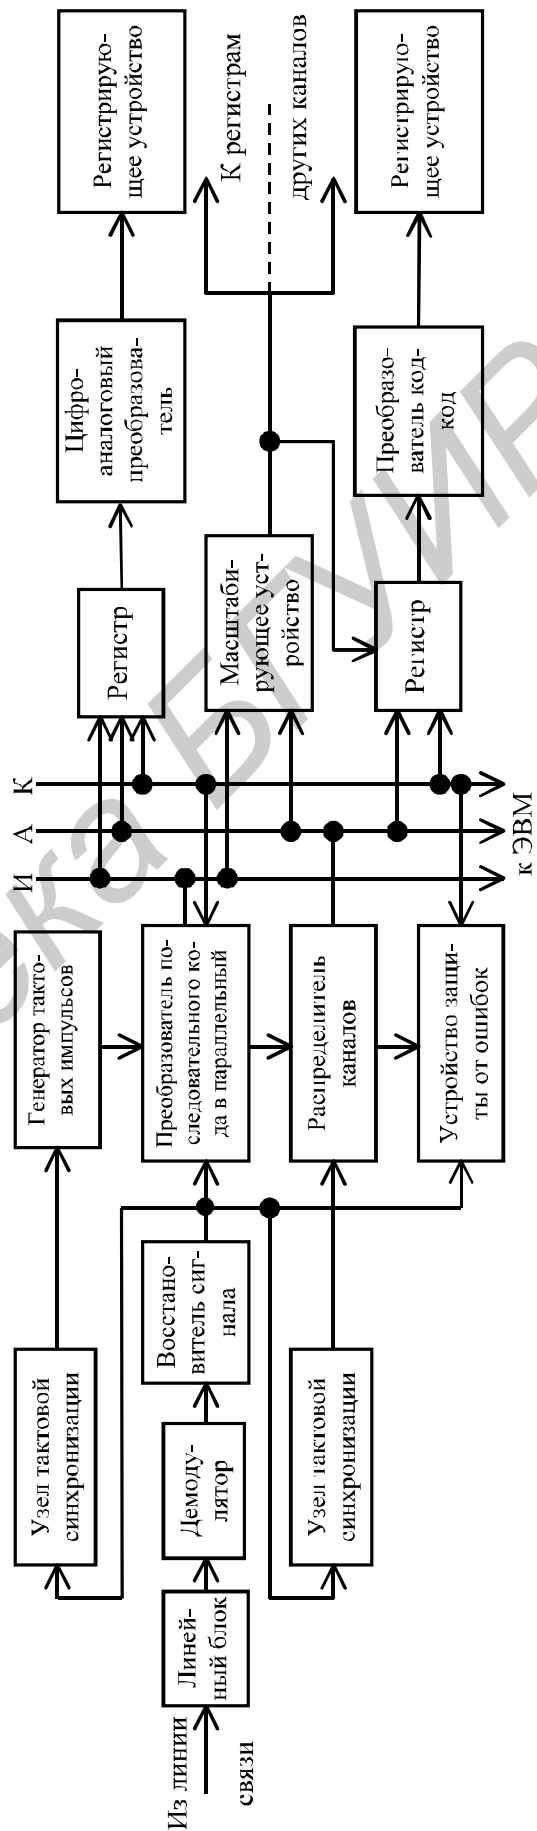 Из линии
связи
Линей-
ный блок
Демоду-
лятор
Восстано-
витель сиг-
нала
Узел тактовой
синхронизации
Узел тактовой
синхронизации
Генератор такто-
вых импульсов
Преобразователь по-
следовательного ко-
да в параллельный
Распределитель
каналов
Устройство защи-
ты от ошибок
И
А
К
к ЭВМ
Регистр
Масштаби-
рующее уст-
ройство
Регистр
Цифро-
аналоговый
преобразова-
тель
Преобразо-
ватель код-
код
К регистрам
других каналов
Регистрирую-
щее устройство
Регистрирую-
щее устройство
ека БГУИР